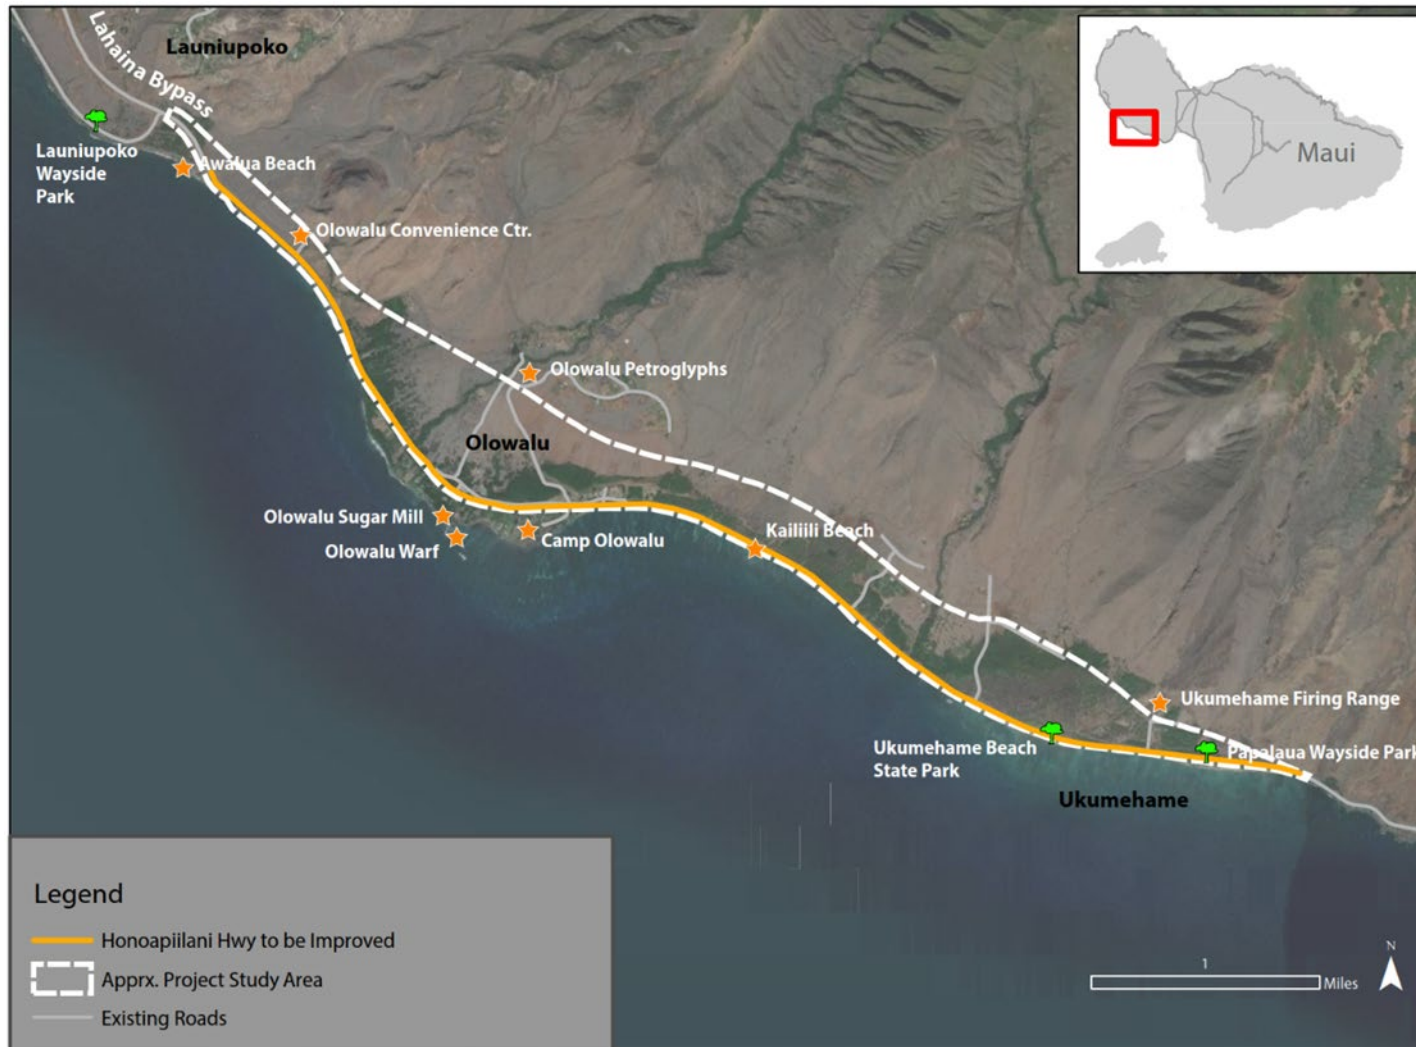 Launiupoko
Lahaina Bypass
Maui
Launiupoko
Wayside
Park
Awalua Beach
Olowalu Convenience Ctr.
Olowalu Petroglyphs
Olowalu
Olowalu Sugar Mill
Olowalu Warf
Camp Olowalu
Kailiili Beach
Ukumehame Firing Range
Ukumehame Beach
State Park
Papalaua Wayside Park
Ukumehame
Legend
Honoapiilani Hwy to be Improved
Apprx. Project Study Area
Existing Roads
1
Miles
N